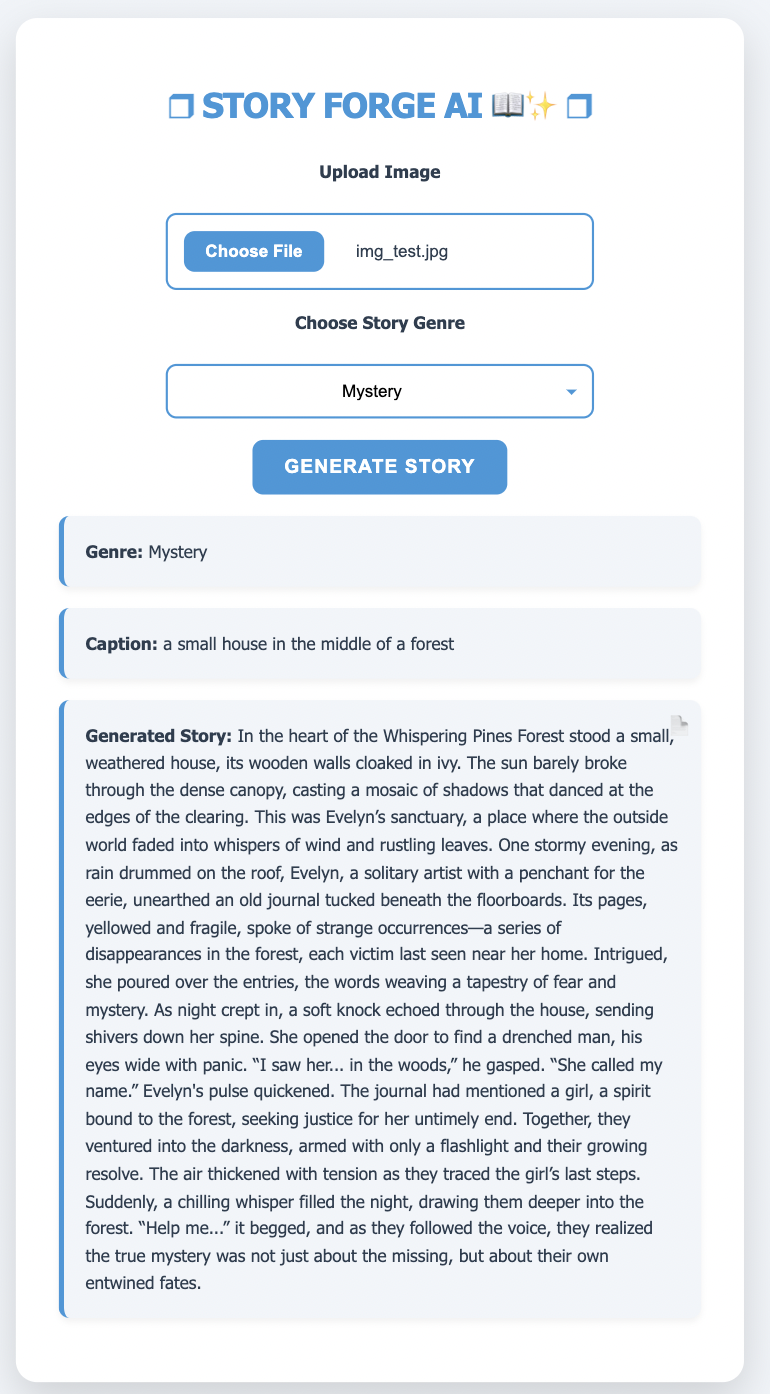 STORY FORGE AI 📖✨
Upload Image
Choose File img_test.jpg
Choose Story Genre
Mystery
GENERATE STORY
Genre: Mystery
Caption: a small house in the middle of a forest
Generated Story: In the heart of the Whispering Pines Forest stood a small,
weathered house, its wooden walls cloaked in ivy. The sun barely broke
through the dense canopy, casting a mosaic of shadows that danced at the
edges of the clearing. This was Evelyn’s sanctuary, a place where the outside
world faded into whispers of wind and rustling leaves. One stormy evening, as
rain drummed on the roof, Evelyn, a solitary artist with a penchant for the
eerie, unearthed an old journal tucked beneath the floorboards. Its pages,
yellowed and fragile, spoke of strange occurrences—a series of
disappearances in the forest, each victim last seen near her home. Intrigued,
she poured over the entries, the words weaving a tapestry of fear and
mystery. As night crept in, a soft knock echoed through the house, sending
shivers down her spine. She opened the door to find a drenched man, his
eyes wide with panic. “I saw her... in the woods,” he gasped. “She called my
name.” Evelyn's pulse quickened. The journal had mentioned a girl, a spirit
bound to the forest, seeking justice for her untimely end. Together, they
ventured into the darkness, armed with only a flashlight and their growing
resolve. The air thickened with tension as they traced the girl’s last steps.
Suddenly, a chilling whisper filled the night, drawing them deeper into the
forest. “Help me...” it begged, and as they followed the voice, they realized
the true mystery was not just about the missing, but about their own
entwined fates.